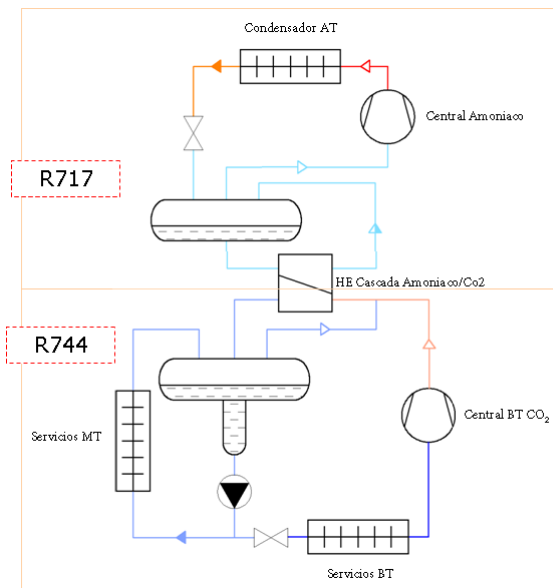 Condensador AT
Central Amoniaco
R717
HE Cascada Amoniaco/Co2
R744
Servicios MT
Central BT CO₂
Servicios BT